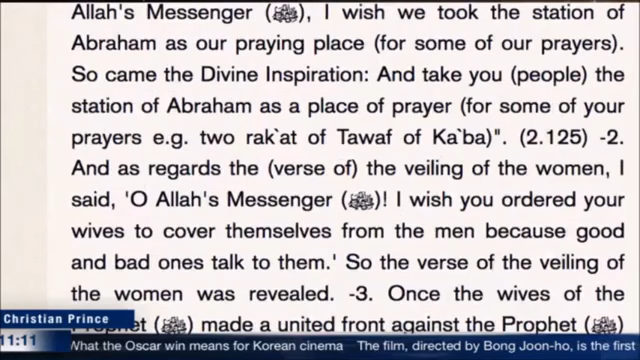 Allah's Messenger (ﷺ), I wish we took the station of
Abraham as our praying place (for some of our prayers).
So came the Divine Inspiration: And take you (people) the
station of Abraham as a place of prayer (for some of your
prayers e.g. two rak`at of Tawaf of Ka`ba)". (2.125) -2.
And as regards the (verse of) the veiling of the women, I
said, 'O Allah's Messenger (ﷺ)! I wish you ordered your
wives to cover themselves from the men because good
and bad ones talk to them.' So the verse of the veiling of
the women was revealed. -3. Once the wives of the
Christian Prince
(ﷺ) made a united front against the Prophet (ﷺ)
11:11
What the Oscar win means for Korean cinema The film, directed by Bong Joon-ho, is the first